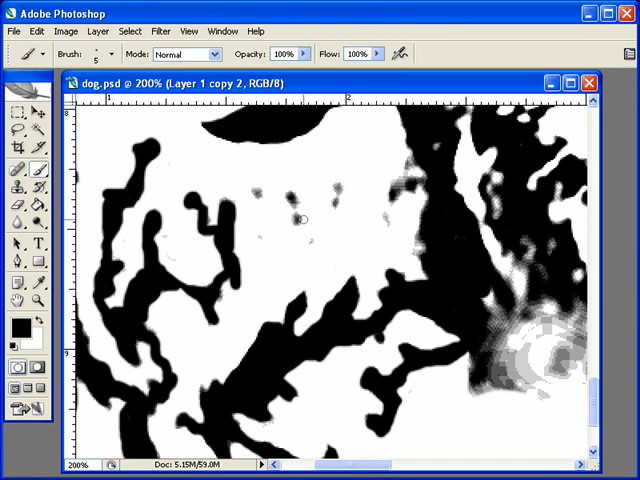 Adobe Photoshop
File Edit Image Layer Select Filter View Window Help
Brush: 5 Mode: Normal Opacity: 100% Flow: 100%
dog.psd @ 200% (Layer 1 copy 2, RGB/8)
1 2
8
9
T
200% Doc: 5.15M/59.0M